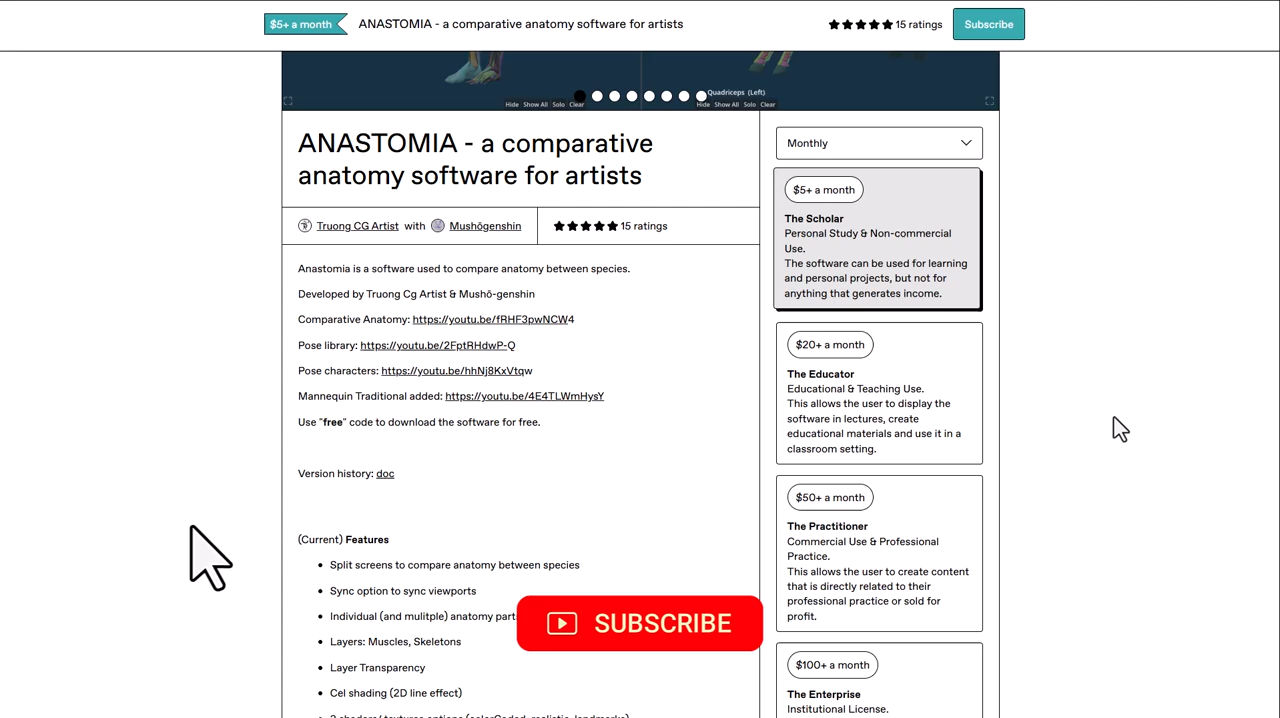 $5+ a month
ANASTOMIA - a comparative anatomy software for artists
15 ratings
Subscribe
Quadriceps (Left)
Hide Show All Solo Clear
Hide Show All Solo Clear
ANASTOMIA - a comparative
anatomy software for artists
Truong CG Artist with Mushōgenshin
15 ratings
Anastomia is a software used to compare anatomy between species.
Developed by Truong Cg Artist & Mushō-genshin
Comparative Anatomy: https://youtu.be/fRHF3pwNCW4
Pose library: https://youtu.be/2FptRHdwP-Q
Pose characters: https://youtu.be/hhNj8KxVtqw
Mannequin Traditional added: https://youtu.be/4E4TLWmHysY
Use "free" code to download the software for free.
Version history: doc
(Current) Features
Split screens to compare anatomy between species
Sync option to sync viewports
Individual (and mulitple) anatomy part
Layers: Muscles, Skeletons
Layer Transparency
Cel shading (2D line effect)
SUBSCRIBE
Monthly
$5+ a month
The Scholar
Personal Study & Non-commercial
Use.
The software can be used for learning
and personal projects, but not for
anything that generates income.
$20+ a month
The Educator
Educational & Teaching Use.
This allows the user to display the
software in lectures, create
educational materials and use it in a
classroom setting.
$50+ a month
The Practitioner
Commercial Use & Professional
Practice.
This allows the user to create content
that is directly related to their
professional practice or sold for
profit.
$100+ a month
The Enterprise
Institutional License.